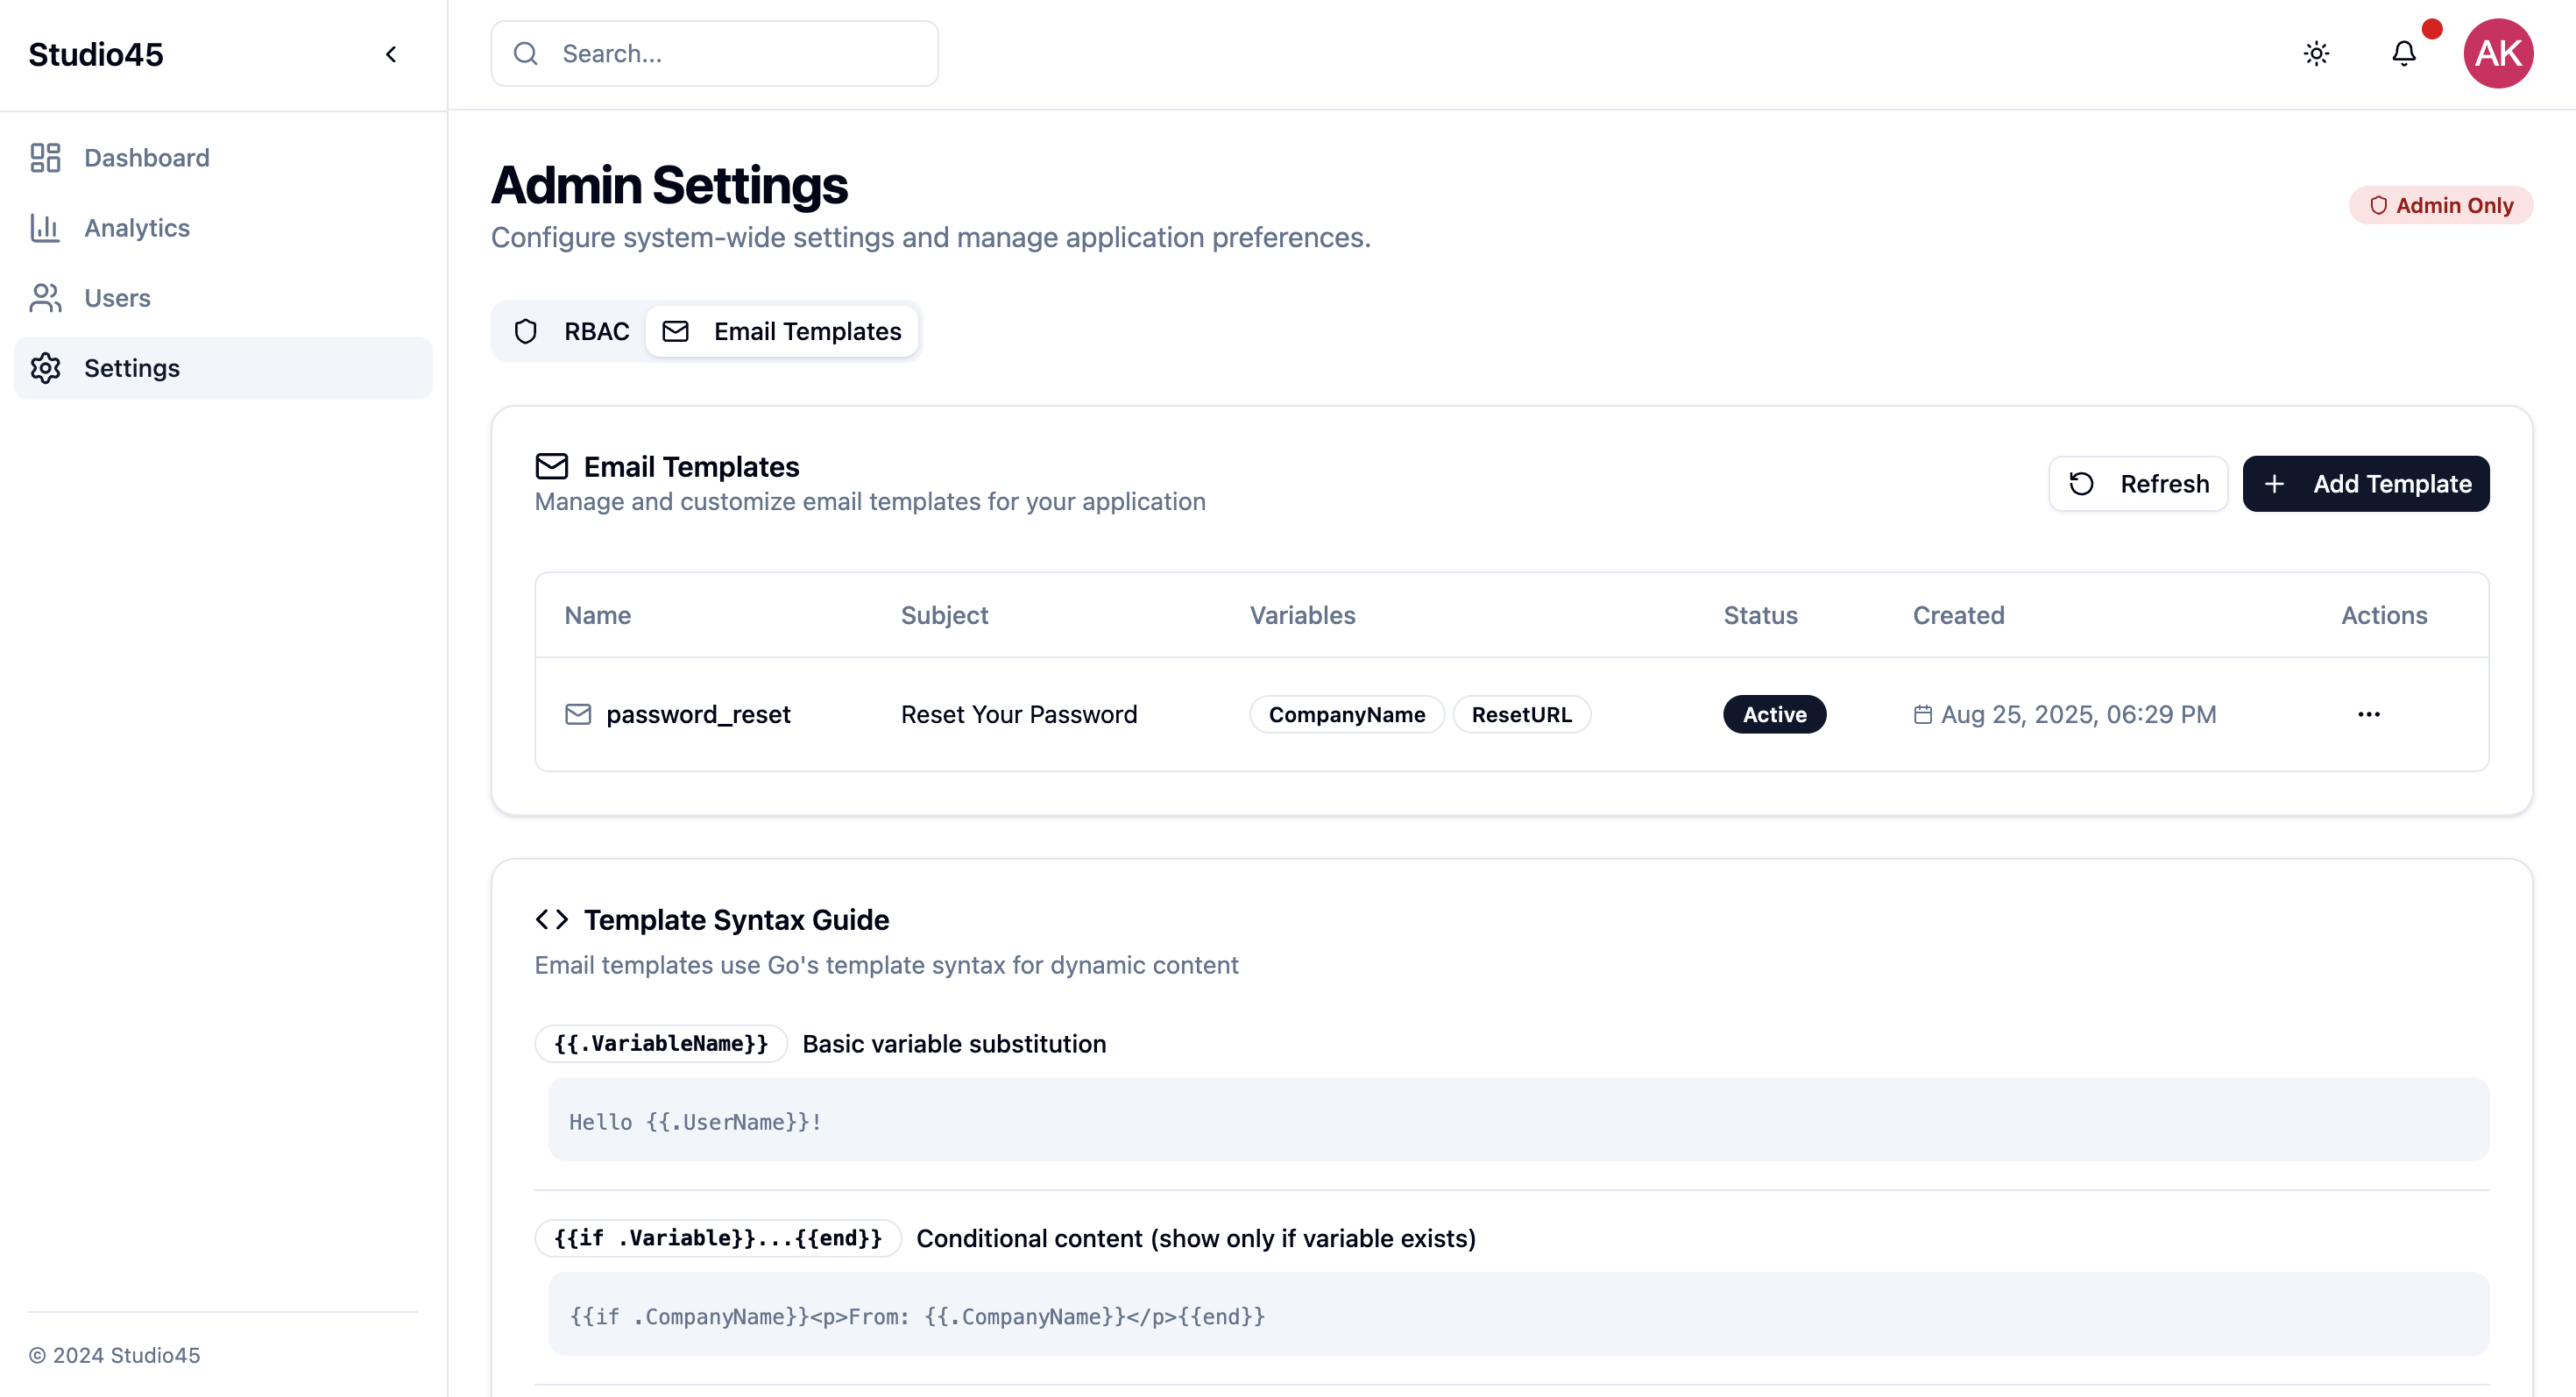 Studio45
Search...
AK
Dashboard
Analytics
Users
Settings
Admin Settings
Configure system-wide settings and manage application preferences.
Admin Only
RBAC
Email Templates
Email Templates
Manage and customize email templates for your application
Refresh
Add Template
Name Subject Variables Status Created Actions
password_reset Reset Your Password CompanyName ResetURL Active Aug 25, 2025, 06:29 PM
Template Syntax Guide
Email templates use Go's template syntax for dynamic content
{{.VariableName}} Basic variable substitution
Hello {{.UserName}}!
{{if .Variable}}...{{end}} Conditional content (show only if variable exists)
{{if .CompanyName}}<p>From: {{.CompanyName}}</p>{{end}}
© 2024 Studio45